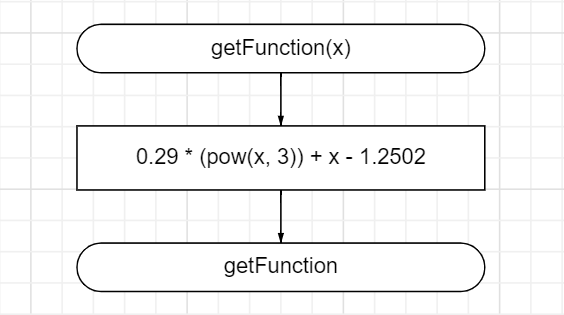 getFunction(x)
0.29 * (pow(x, 3)) + x - 1.2502
getFunction